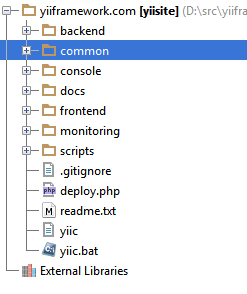 yiiframework.com [yiisite] (D:\src\yiifr
backend
common
console
docs
frontend
monitoring
scripts
.gitignore
php deploy.php
M readme.txt
yiic
yiic.bat
External Libraries